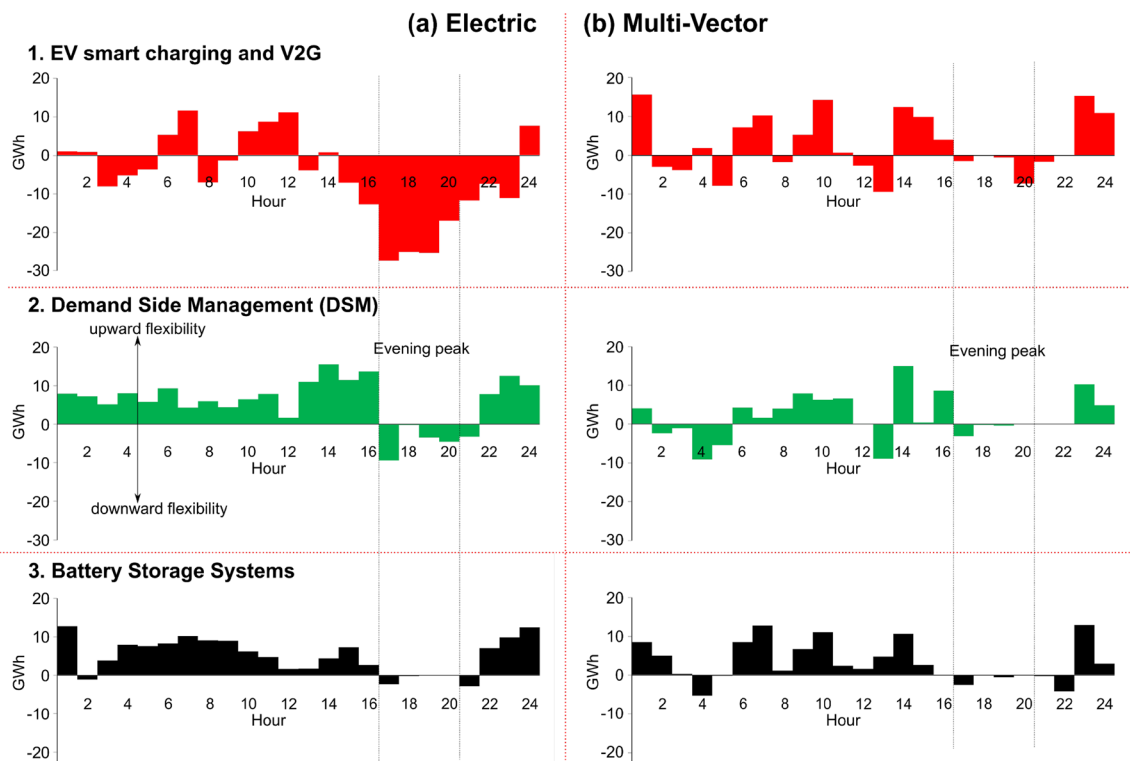 (a) Electric
(b) Multi-Vector
1. EV smart charging and V2G
20
10
0
-10
-20
-30
GWh
2 4 6 8 10 12 14 16 18 20 22 24
Hour
20
10
0
-10
-20
-30
GWh
2 4 6 8 10 12 14 16 18 20 22 24
Hour
2. Demand Side Management (DSM)
upward flexibility
Evening peak
20
10
0
-10
-20
-30
GWh
2 4 6 8 10 12 14 16 18 20 22 24
Hour
downward flexibility
Evening peak
20
10
0
-10
-20
-30
GWh
2 4 6 8 10 12 14 16 18 20 22 24
Hour
3. Battery Storage Systems
20
10
0
-10
-20
GWh
2 4 6 8 10 12 14 16 18 20 22 24
Hour
20
10
0
-10
-20
GWh
2 4 6 8 10 12 14 16 18 20 22 24
Hour